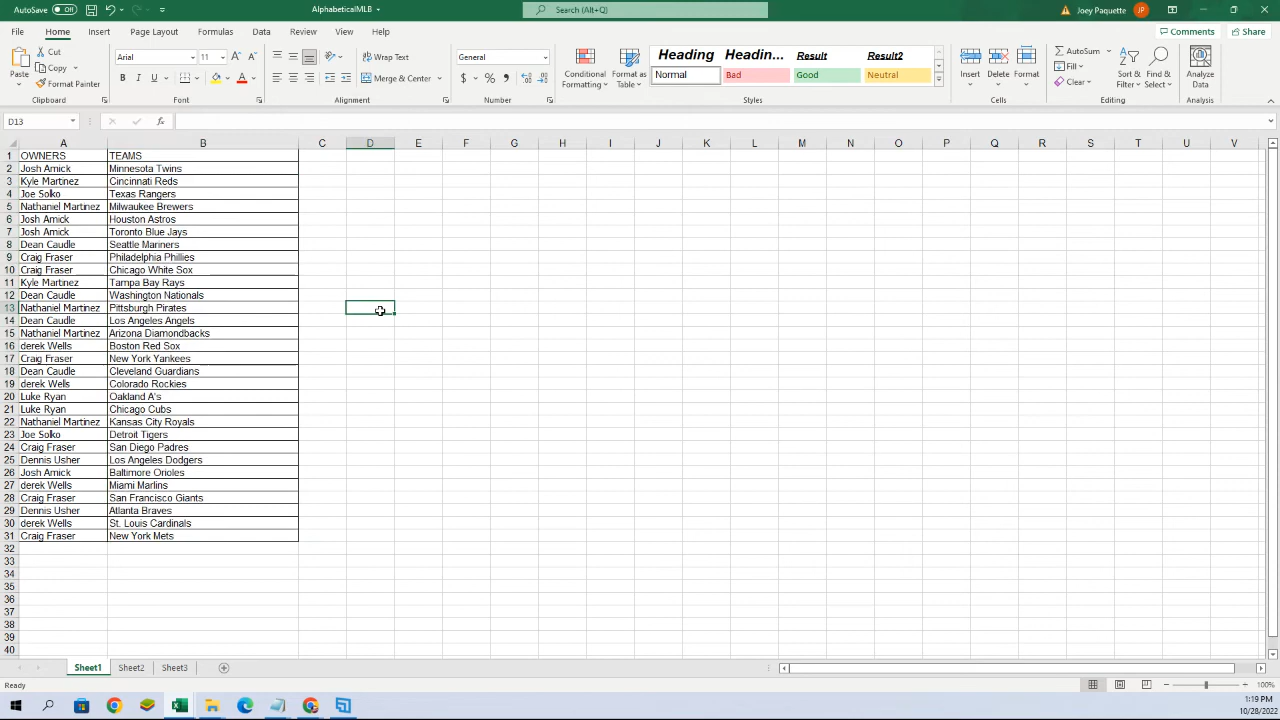 AutoSave Off AlphabeticalMLB Search (Alt+Q) Joey Paquette JP
File Home Insert Page Layout Formulas Data Review View Help Comments Share
Paste Cut Copy Format Painter Clipboard
Arial 11 B I U A Font
Wrap Text Merge & Center Alignment
General $ % Number
Conditional Formatting Format as Table
Heading Headin... Result Result2
Normal Bad Good Neutral
Styles
Insert Delete Format Cells
AutoSum Fill Clear Sort & Filter Find & Select Editing
Analyze Data Analysis
D13 fx
A B C D E F G H I J K L M N O P Q R S T U V
1 OWNERS TEAMS
2 Josh Amick Minnesota Twins
3 Kyle Martinez Cincinnati Reds
4 Joe Solko Texas Rangers
5 Nathaniel Martinez Milwaukee Brewers
6 Josh Amick Houston Astros
7 Josh Amick Toronto Blue Jays
8 Dean Caudle Seattle Mariners
9 Craig Fraser Philadelphia Phillies
10 Craig Fraser Chicago White Sox
11 Kyle Martinez Tampa Bay Rays
12 Dean Caudle Washington Nationals
13 Nathaniel Martinez Pittsburgh Pirates
14 Dean Caudle Los Angeles Angels
15 Nathaniel Martinez Arizona Diamondbacks
16 derek Wells Boston Red Sox
17 Craig Fraser New York Yankees
18 Dean Caudle Cleveland Guardians
19 derek Wells Colorado Rockies
20 Luke Ryan Oakland A's
21 Luke Ryan Chicago Cubs
22 Nathaniel Martinez Kansas City Royals
23 Joe Solko Detroit Tigers
24 Craig Fraser San Diego Padres
25 Dennis Usher Los Angeles Dodgers
26 Josh Amick Baltimore Orioles
27 derek Wells Miami Marlins
28 Craig Fraser San Francisco Giants
29 Dennis Usher Atlanta Braves
30 derek Wells St. Louis Cardinals
31 Craig Fraser New York Mets
32
33
34
35
36
37
38
39
40
Sheet1 Sheet2 Sheet3
Ready 100%
1:19 PM
10/28/2022